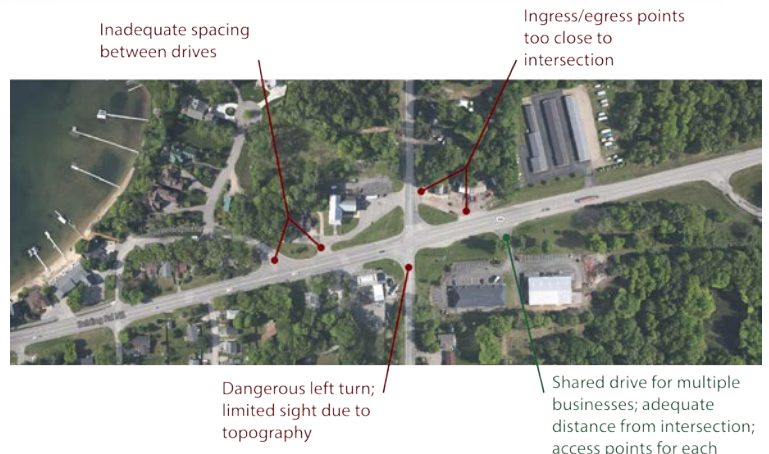 Inadequate spacing
between drives
Ingress/egress points
too close to
intersection
Dangerous left turn;
limited sight due to
topography
Shared drive for multiple
businesses; adequate
distance from intersection;
access points for each